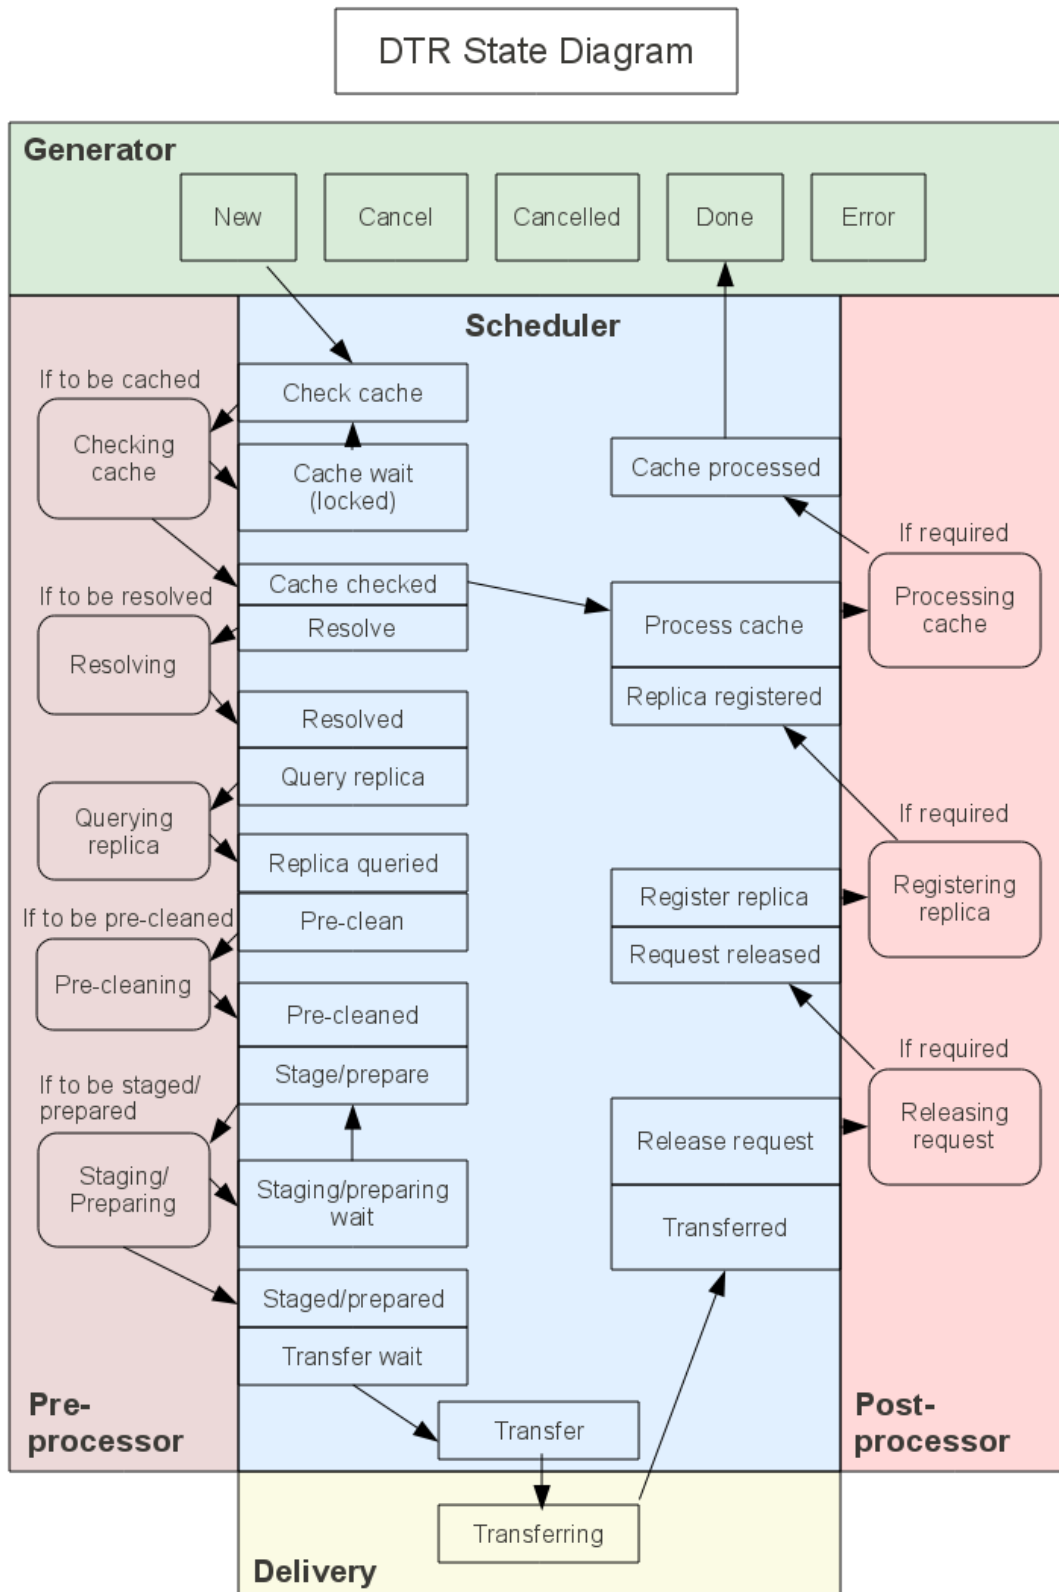 DTR State Diagram
Generator
New
Cancel
Cancelled
Done
Error
Scheduler
If to be cached
Checking
cache
Check cache
Cache wait
(locked)
Cache checked
Resolve
If to be resolved
Resolving
Resolved
Query replica
Querying
replica
Replica queried
Pre-clean
If to be pre-cleaned
Pre-cleaning
Pre-cleaned
Stage/prepare
If to be staged/
prepared
Staging/
Preparing
Staging/preparing
wait
Staged/prepared
Transfer wait
Transfer
Transferring
Cache processed
If required
Processing
cache
Process cache
Replica registered
If required
Registering
replica
Register replica
Request released
If required
Releasing
request
Release request
Transferred
Pre-
processor
Post-
processor
Delivery